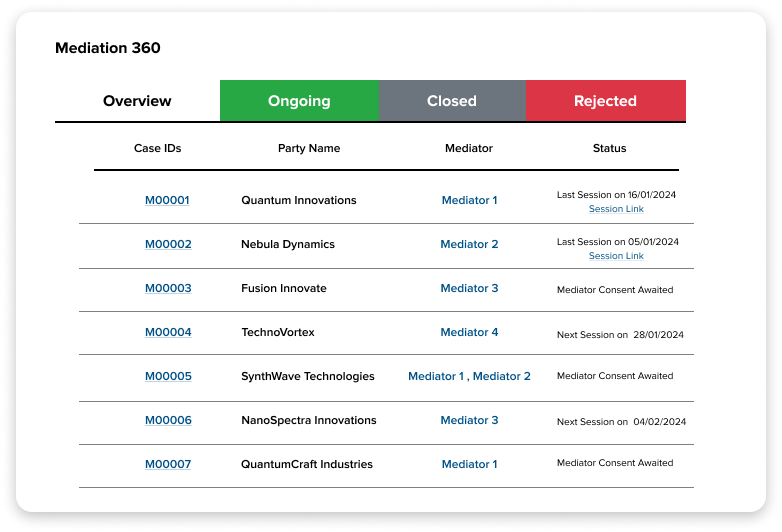 Mediation 360
Overview Ongoing Closed Rejected
Case IDs Party Name Mediator Status
M00001 Quantum Innovations Mediator 1 Last Session on 16/01/2024
Session Link
M00002 Nebula Dynamics Mediator 2 Last Session on 05/01/2024
Session Link
M00003 Fusion Innovate Mediator 3 Mediator Consent Awaited
M00004 TechnoVortex Mediator 4 Next Session on 28/01/2024
M00005 SynthWave Technologies Mediator 1 , Mediator 2 Mediator Consent Awaited
M00006 NanoSpectra Innovations Mediator 3 Next Session on 04/02/2024
M00007 QuantumCraft Industries Mediator 1 Mediator Consent Awaited